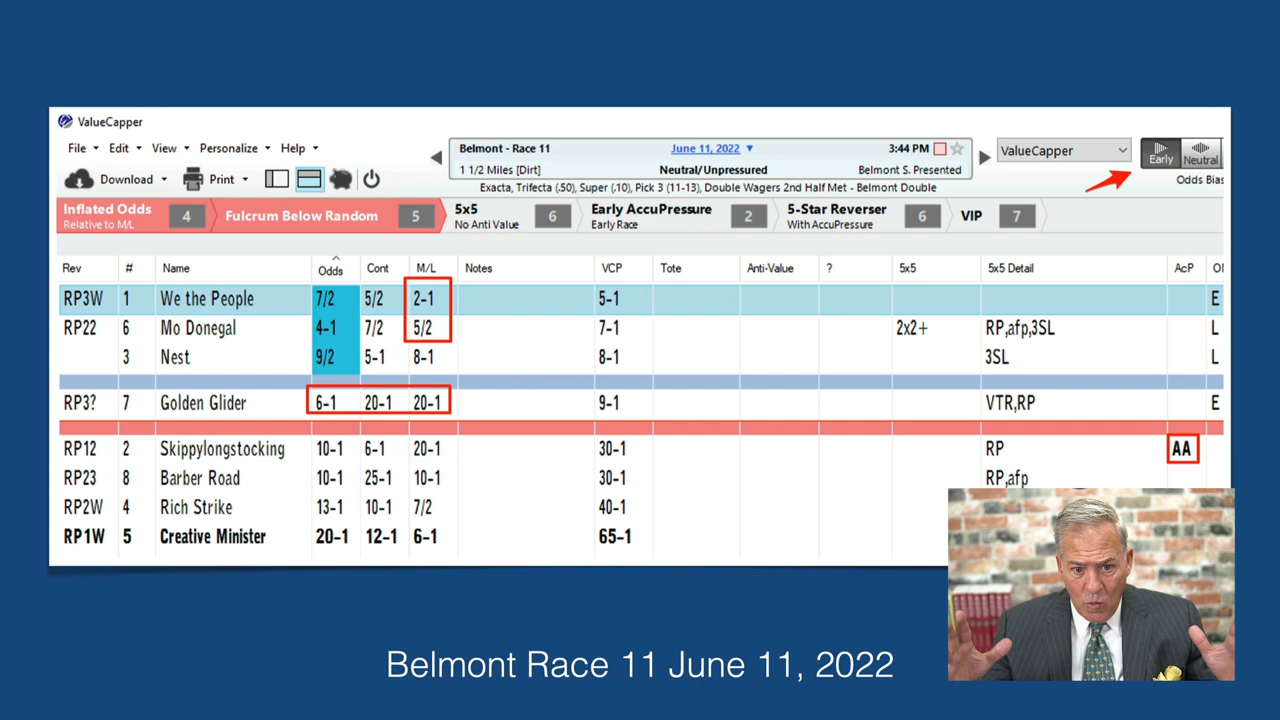 ValueCapper
File Edit View Personalize Help
Download Print
Belmont - Race 11 June 11, 2022 3:44 PM
1 1/2 Miles [Dirt] Neutral/Unpressured Belmont S. Presented
Exacta, Trifecta (.50), Super (.10), Pick 3 (11-13), Double Wagers 2nd Half Met - Belmont Double
ValueCapper
Early Neutral
Odds Bias
Inflated Odds 4 Fulcrum Below Random 5 5x5 6 Early AccuPressure 2 5-Star Reverser 6 VIP 7
Relative to M/L No Anti Value Early Race With AccuPressure
Rev # Name Odds Cont M/L Notes VCP Tote Anti-Value ? 5x5 5x5 Detail AcP
RP3W 1 We the People 7/2 5/2 2-1 5-1 E
RP22 6 Mo Donegal 4-1 7/2 5/2 7-1 2x2+ RP,afp,3SL L
3 Nest 9/2 5-1 8-1 8-1 3SL L
RP3? 7 Golden Glider 6-1 20-1 20-1 9-1 VTR,RP E
RP12 2 Skippylongstocking 10-1 6-1 20-1 30-1 RP AA
RP23 8 Barber Road 10-1 25-1 10-1 30-1 RP,afp
RP2W 4 Rich Strike 13-1 10-1 7/2 40-1
RP1W 5 Creative Minister 20-1 12-1 6-1 65-1
Belmont Race 11 June 11, 2022